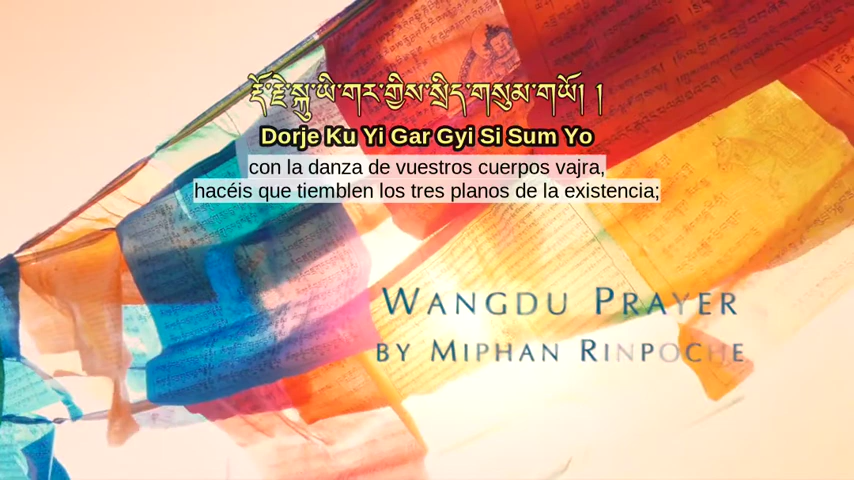 རྡོ་རྗེ་སྐུ་ཡི་གར་གྱིས་སྲིད་གསུམ་གཡོ། །
Dorje Ku Yi Gar Gyi Si Sum Yo
con la danza de vuestros cuerpos vajra,
hacéis que tiemblen los tres planos de la existencia;
WANGDU PRAYER
BY MIPHAN RINPOCHE